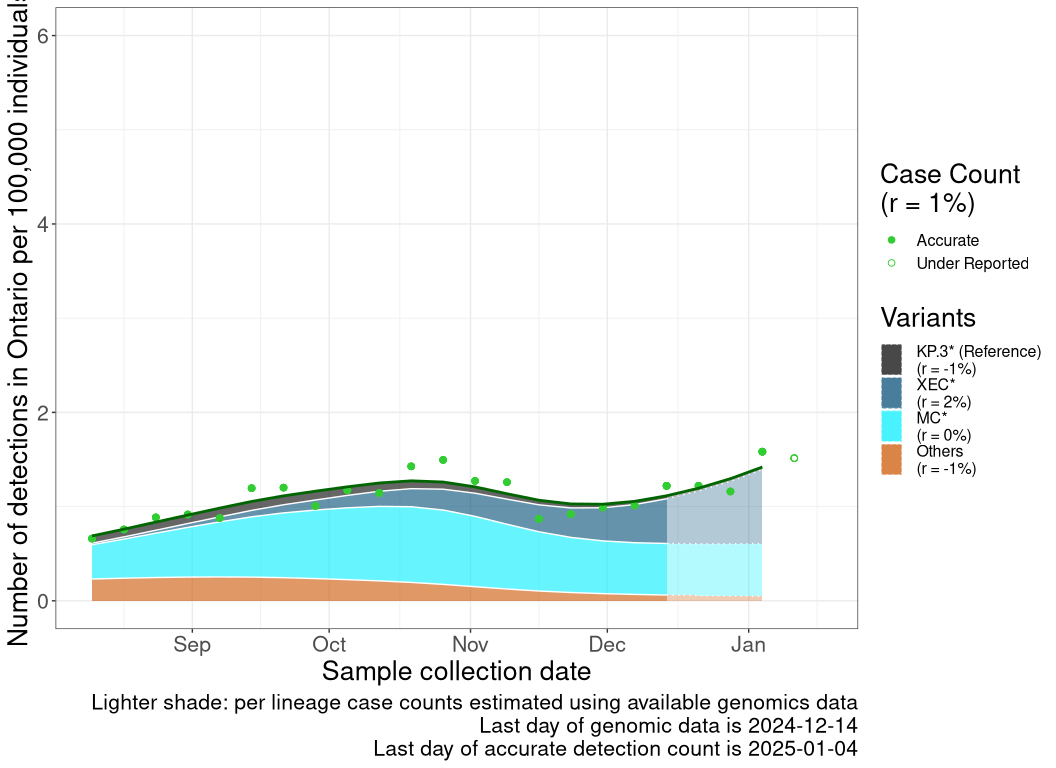 Number of detections in Ontario per 100,000 individuals
6
4
2
0
Sep
Oct
Nov
Dec
Jan
Sample collection date
Lighter shade: per lineage case counts estimated using available genomics data
Last day of genomic data is 2024-12-14
Last day of accurate detection count is 2025-01-04
Case Count
(r = 1%)
Accurate
Under Reported
Variants
KP.3* (Reference)
(r = -1%)
XEC*
(r = 2%)
MC*
(r = 0%)
Others
(r = -1%)